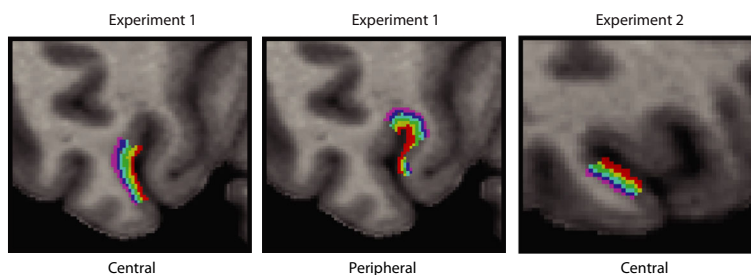 Experiment 1
Experiment 1
Experiment 2
Central
Peripheral
Central